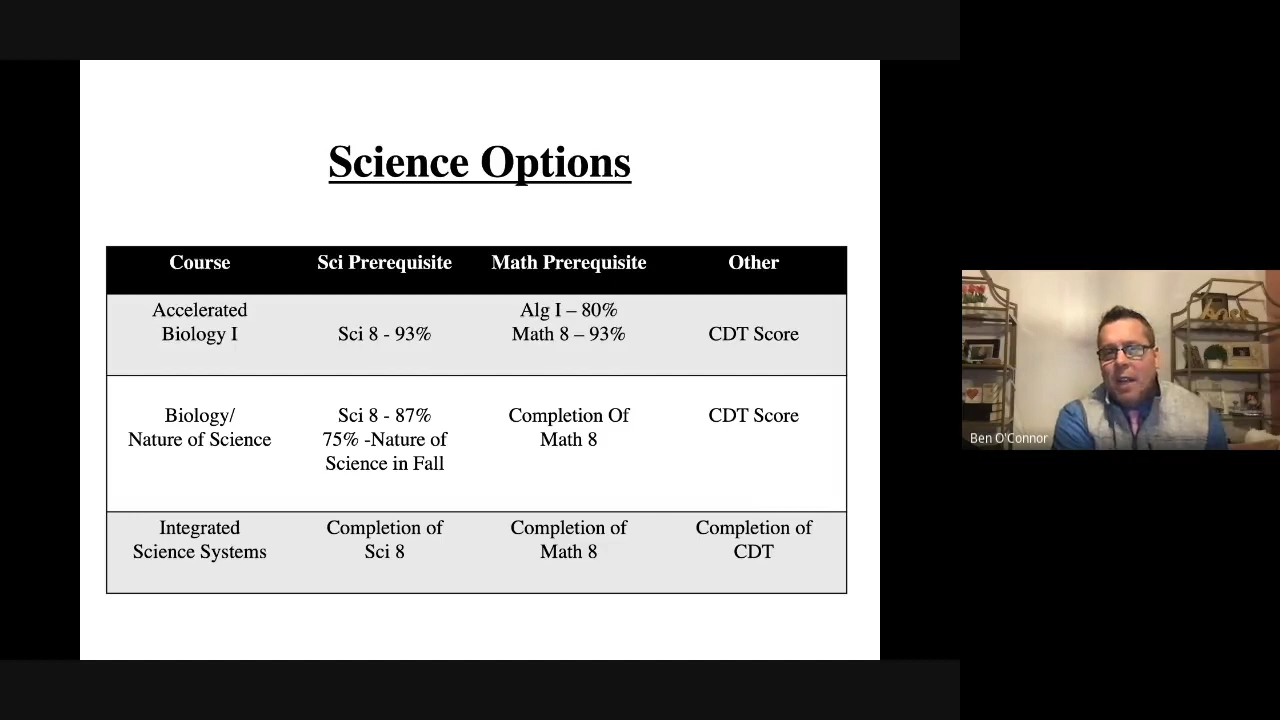 Science Options
Course Sci Prerequisite Math Prerequisite Other
Accelerated
Biology I
Sci 8 - 93%
Alg I – 80%
Math 8 – 93%
CDT Score
Biology/
Nature of Science
Sci 8 - 87%
75% -Nature of
Science in Fall
Completion Of
Math 8
CDT Score
Integrated
Science Systems
Completion of
Sci 8
Completion of
Math 8
Completion of
CDT
Ben O'Connor